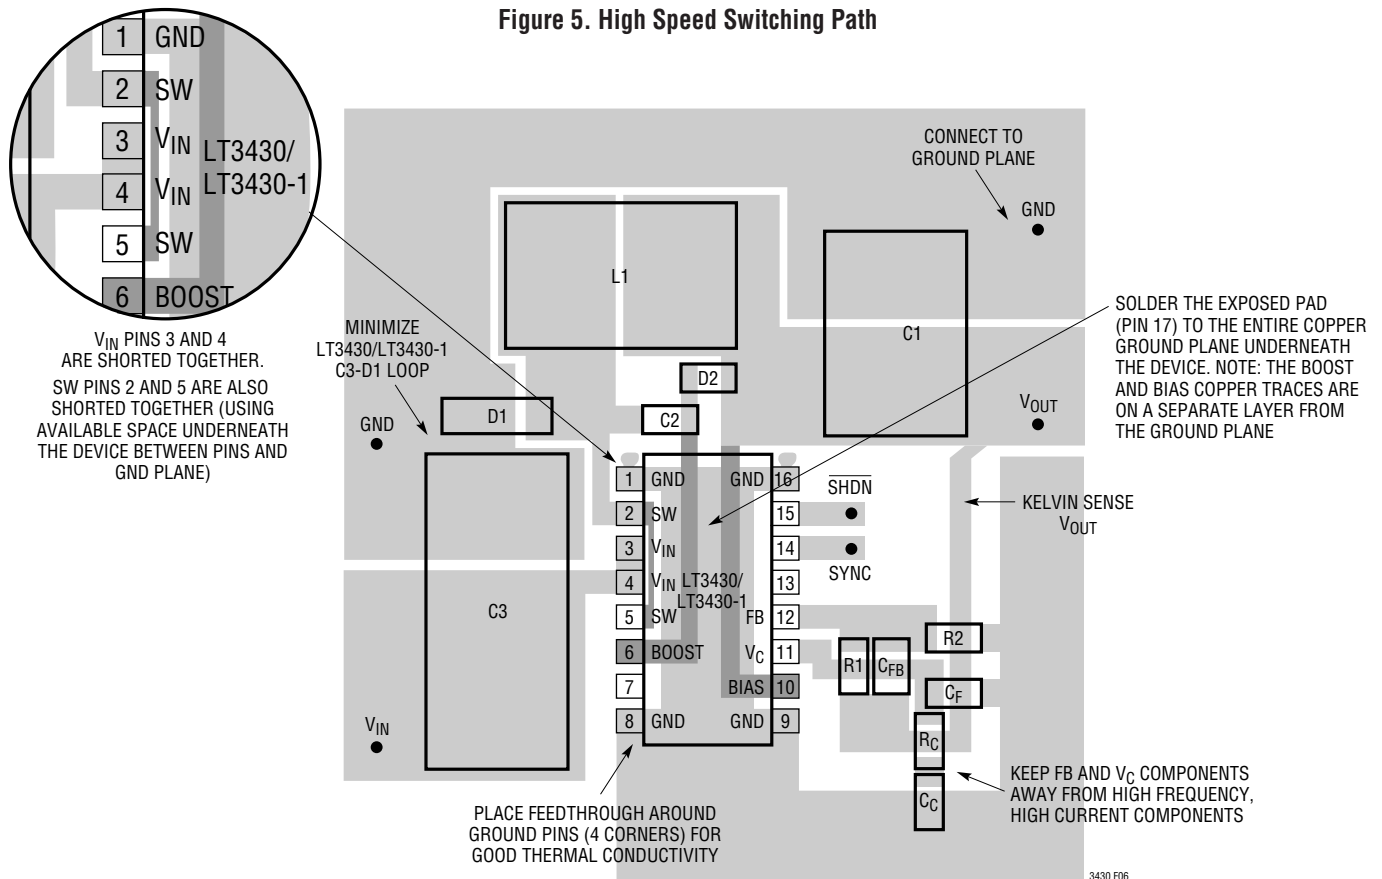 Figure 5. High Speed Switching Path
1 GND
2 SW
3 VIN
4 VIN
5 SW
6 BOOST
LT3430/
LT3430-1
VIN PINS 3 AND 4
ARE SHORTED TOGETHER.
SW PINS 2 AND 5 ARE ALSO
SHORTED TOGETHER (USING
AVAILABLE SPACE UNDERNEATH
THE DEVICE BETWEEN PINS AND
GND PLANE)
MINIMIZE
LT3430/LT3430-1
C3-D1 LOOP
CONNECT TO
GROUND PLANE
GND
L1
C1
SOLDER THE EXPOSED PAD
(PIN 17) TO THE ENTIRE COPPER
GROUND PLANE UNDERNEATH
THE DEVICE. NOTE: THE BOOST
AND BIAS COPPER TRACES ARE
ON A SEPARATE LAYER FROM
THE GROUND PLANE
D2
D1
C2
GND
VOUT
1 GND
2 SW
3 VIN
4 VIN
5 SW
6 BOOST
7
8 GND
LT3430/
LT3430-1
GND 16
15
14
13
FB 12
VC 11
BIAS 10
GND 9
SHDN
SYNC
KELVIN SENSE
VOUT
C3
R2
R1
CFB
CF
RC
CC
VIN
KEEP FB AND VC COMPONENTS
AWAY FROM HIGH FREQUENCY,
HIGH CURRENT COMPONENTS
PLACE FEEDTHROUGH AROUND
GROUND PINS (4 CORNERS) FOR
GOOD THERMAL CONDUCTIVITY
3430 F06